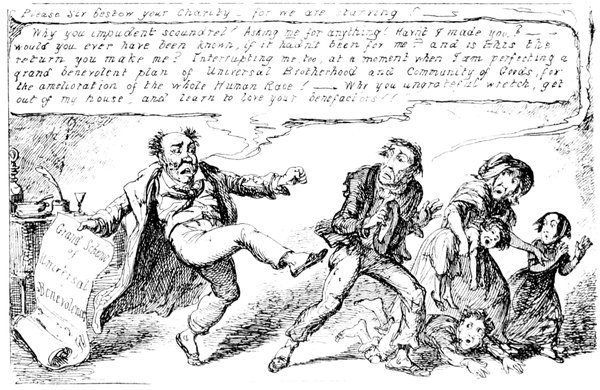 Please Sir bestow your Charity - for we are starving! —
Why you impudent scoundrel! Asking me for anything! Harn't I made you,? —
would you ever have been known, if it hadn't been for me? and is this the
return you make me? Interrupting me too, at a moment when I am perfecting a
grand benevolent plan of Universal Brotherhood and Community of Goods, for
the amelioration of the whole Human Race! — Why you ungrateful wretch, get
out of my house, and learn to love your benefactors!!
Grand Scheme
of
Universal
Benevolence